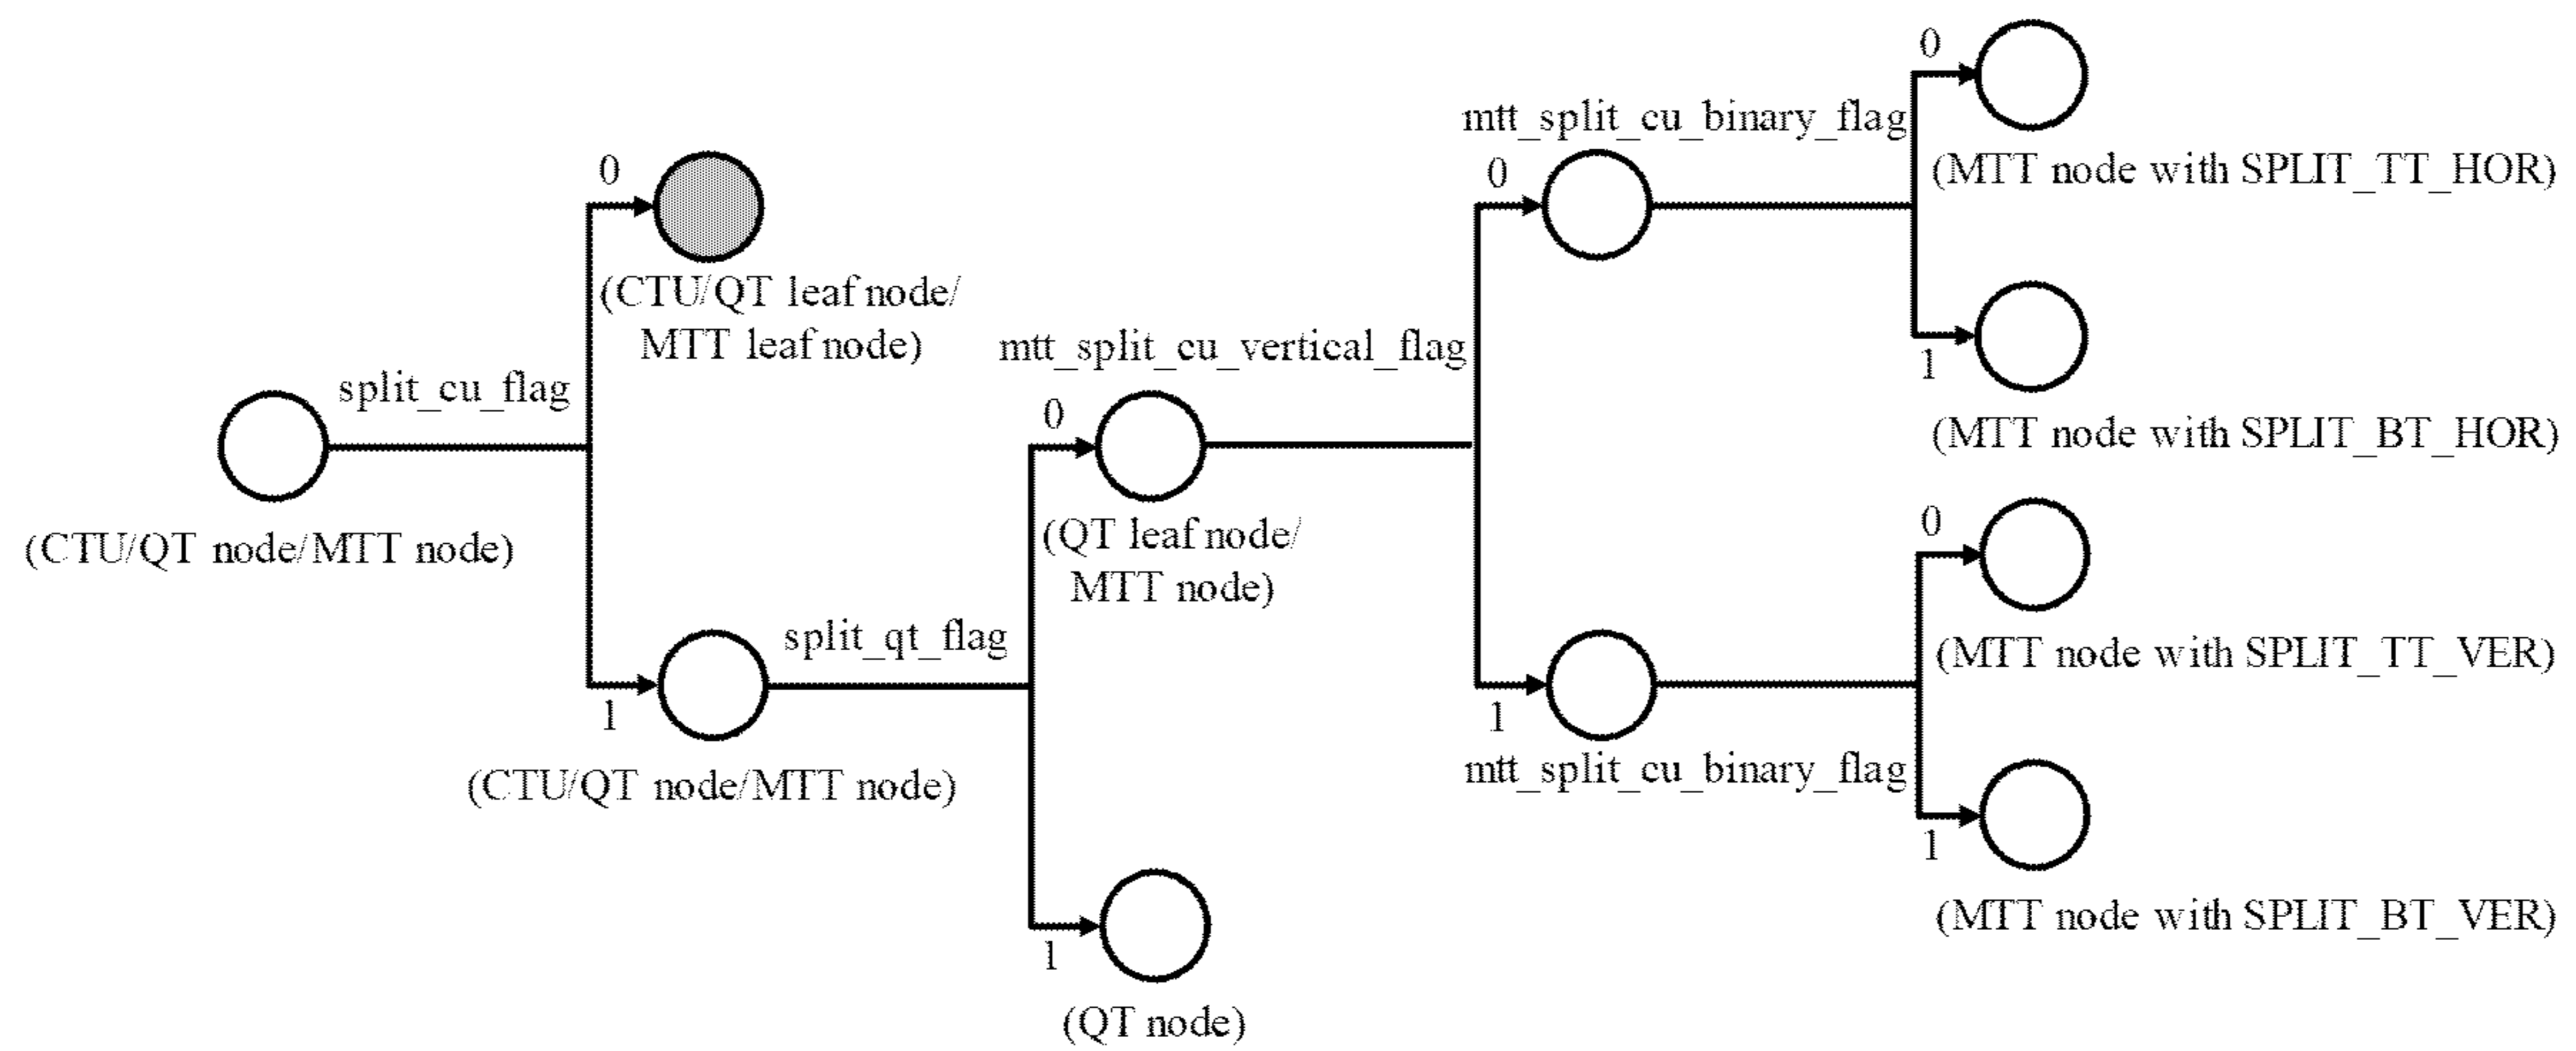 0
mtt_split_cu_binary_flag
0
0
(MTT node with SPLIT_TT_HOR)
(CTU/QT leaf node/
MTT leaf node)
mtt_split_cu_vertical_flag
1
split_cu_flag
0
(MTT node with SPLIT_BT_HOR)
0
(CTU/QT node/MTT node)
(QT leaf node/
MTT node)
split_qt_flag
(MTT node with SPLIT_TT_VER)
1
1
(CTU/QT node/MTT node)
mtt_split_cu_binary_flag
1
(MTT node with SPLIT_BT_VER)
1
(QT node)